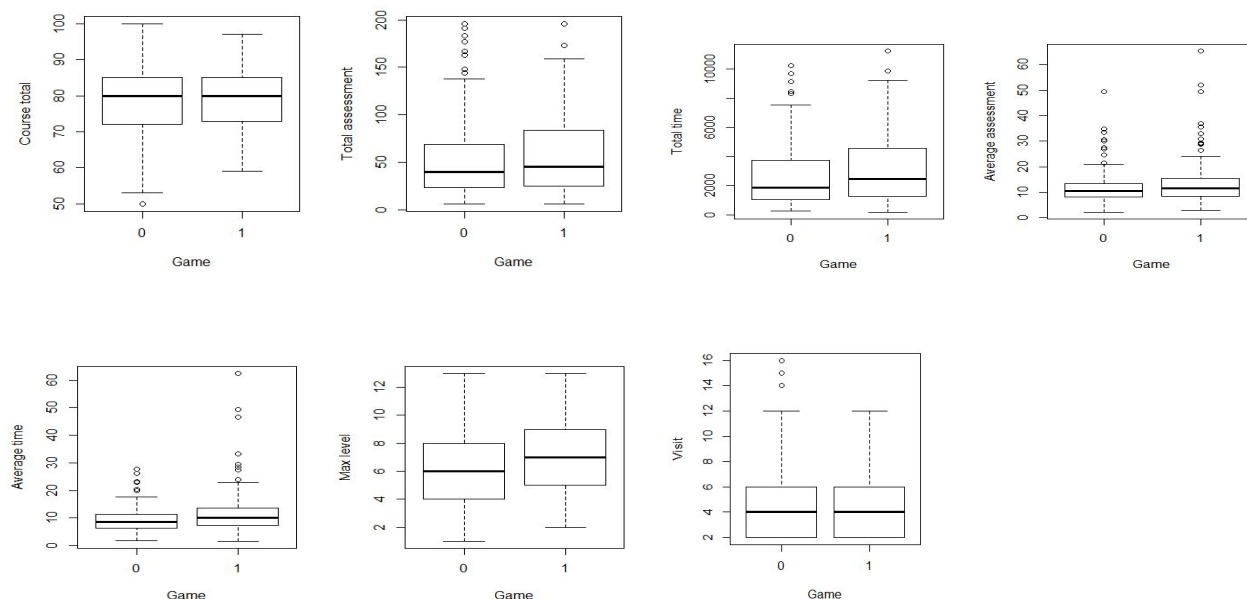 Course total
50 60 70 80 90 100
0 1
Game
Total assessment
0 50 100 150 200
0 1
Game
Total time
0 2000 6000 10000
0 1
Game
Average assessment
0 10 20 30 40 50 60
0 1
Game
Average time
0 10 20 30 40 50 60
0 1
Game
Max level
2 4 6 8 10 12
0 1
Game
Visit
2 4 6 8 10 12 14 16
0 1
Game